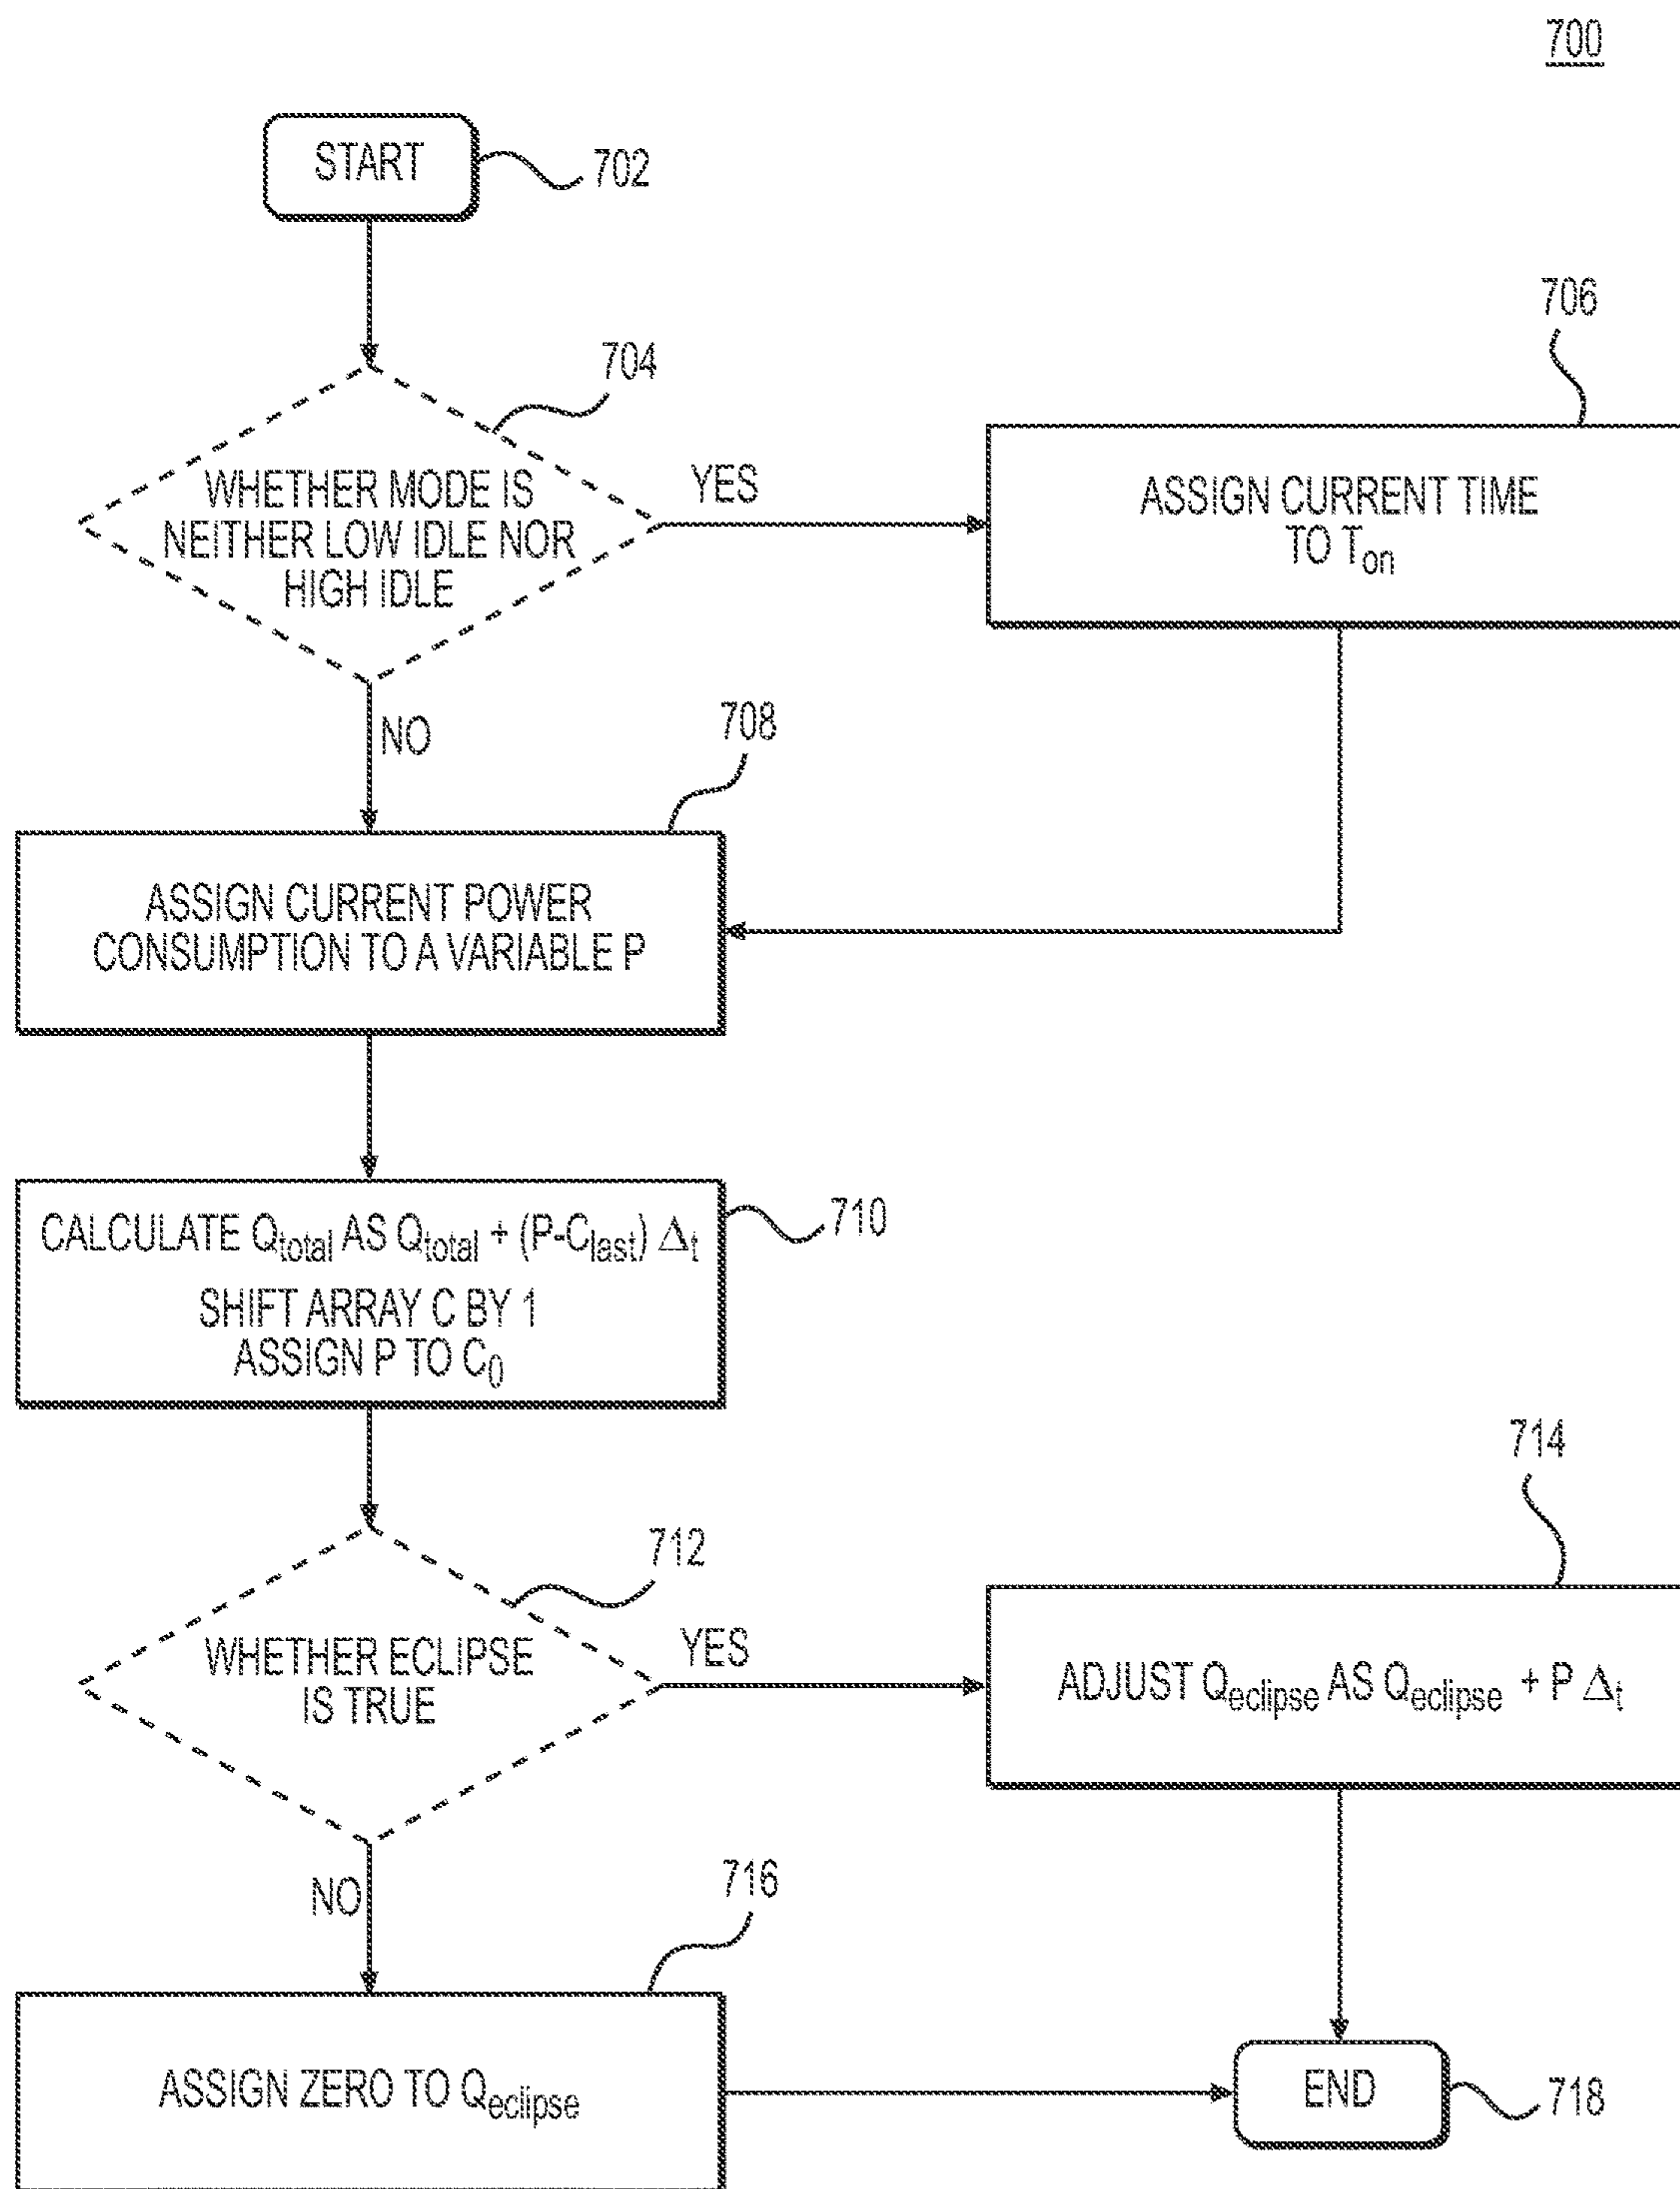 700
START
702
704
706
WHETHER MODE IS
NEITHER LOW IDLE NOR
HIGH IDLE
YES
ASSIGN CURRENT TIME
TO Ton
NO
708
ASSIGN CURRENT POWER
CONSUMPTION TO A VARIABLE P
710
CALCULATE Qtotal AS Qtotal + (P-Clast) Δt
SHIFT ARRAY C BY 1
ASSIGN P TO C0
712
714
WHETHER ECLIPSE
IS TRUE
YES
ADJUST Qeclipse AS Qeclipse + P Δt
NO
716
ASSIGN ZERO TO Qeclipse
END
718